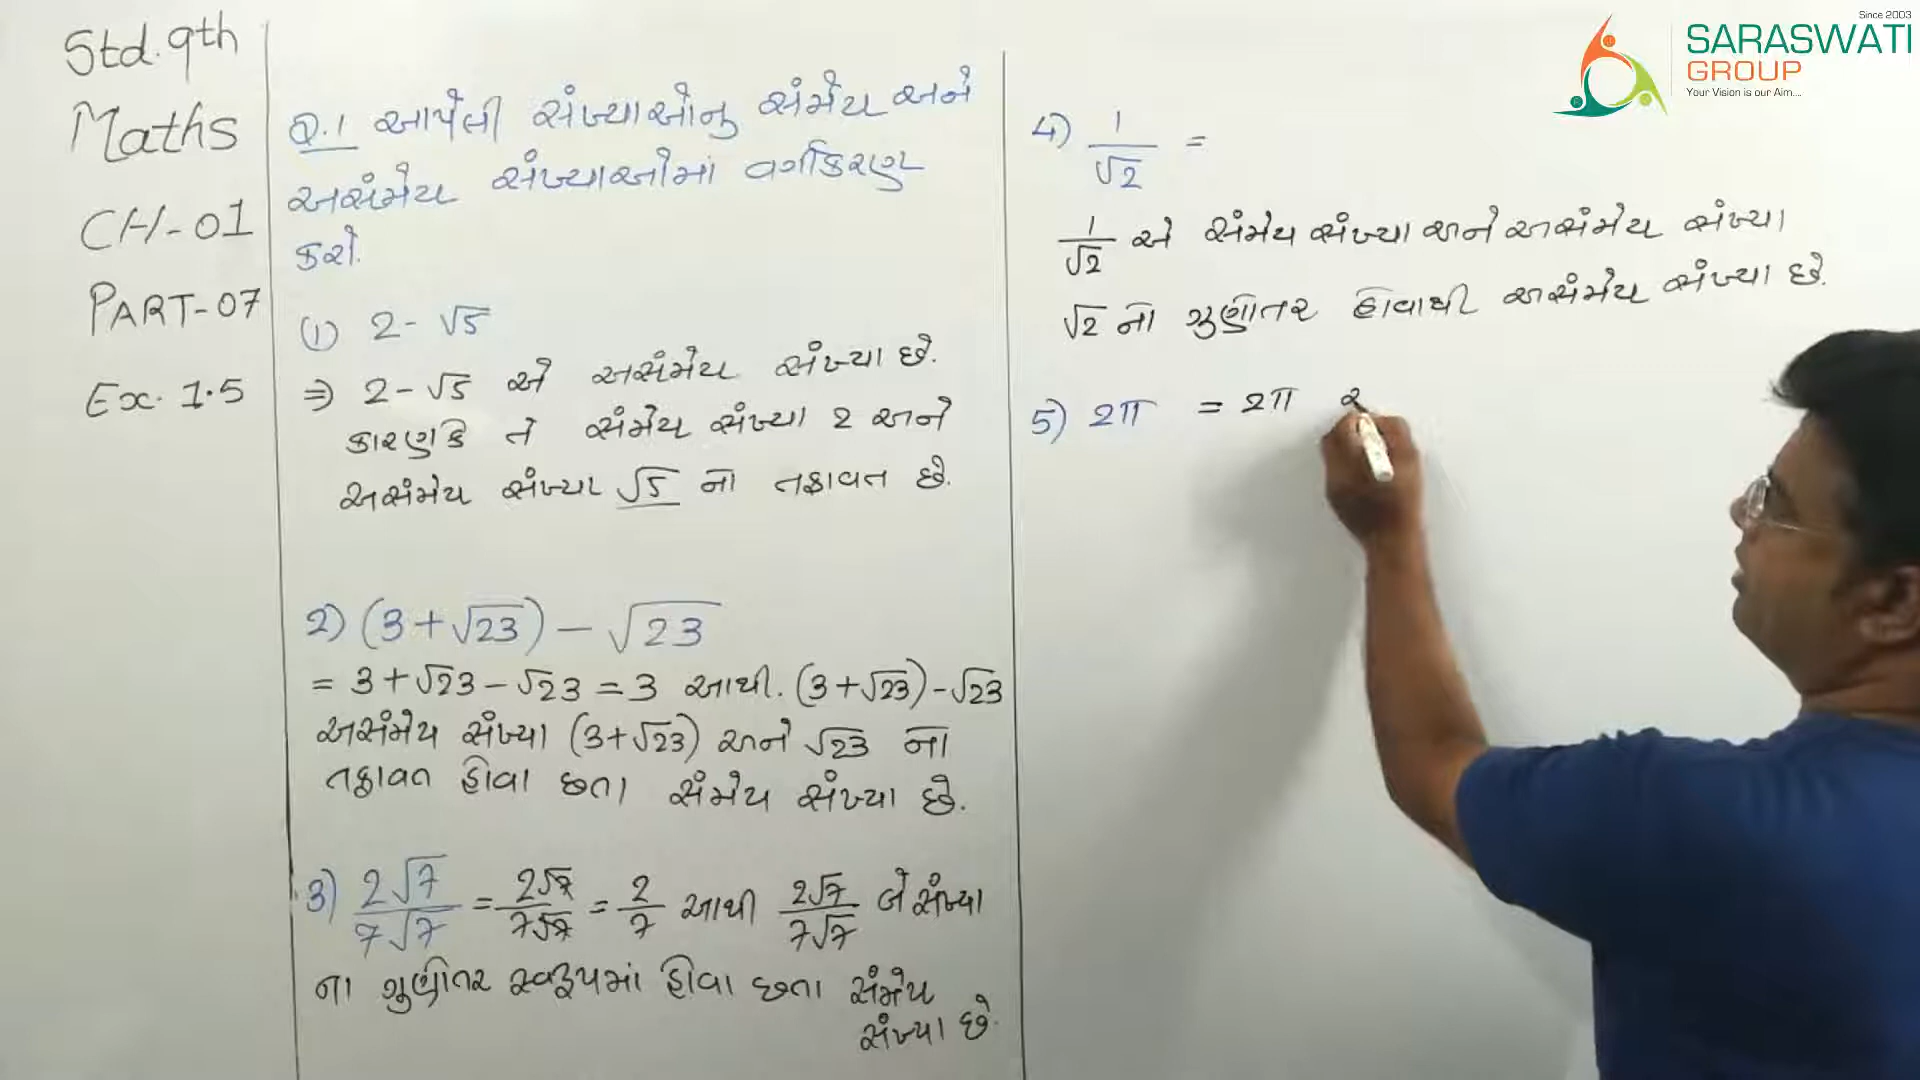 Std. 9th
Maths
CH-01
PART-07
Ex. 1.5
Q.1 આપેલી સંખ્યાઓનુ સંમેય અને
અસંમેય સંખ્યાઓમાં વર્ગીકરણ
કરો.
(1) 2 - √5
⇒ 2 - √5 એ અસંમેય સંખ્યા છે.
કારણકે તે સંમેય સંખ્યા 2 અને
અસંમેય સંખ્યા √5 ના તફાવત છે.
2) (3 + √23) - √23
= 3 + √23 - √23 = 3 આથી. (3 + √23) - √23
અસંમેય સંખ્યા (3 + √23) અને √23 ના
તફાવત હોવા છતા સંમેય સંખ્યા છે.
3) 2√7/7√7 = 2√7/7√7 = 2/7 આથી 2√7/7√7 બે સંખ્યા
ના ગુણોતર સ્વરૂપમાં હોવા છતા સંમેય
સંખ્યા છે.
4) 1/√2 =
1/√2 એ સંમેય સંખ્યા અને અસંમેય સંખ્યા
√2 નો ગુણોતર હોવાથી અસંમેય સંખ્યા છે.
5) 2π = 2π
Since 2003
SARASWATI
GROUP
Your Vision is our Aim....